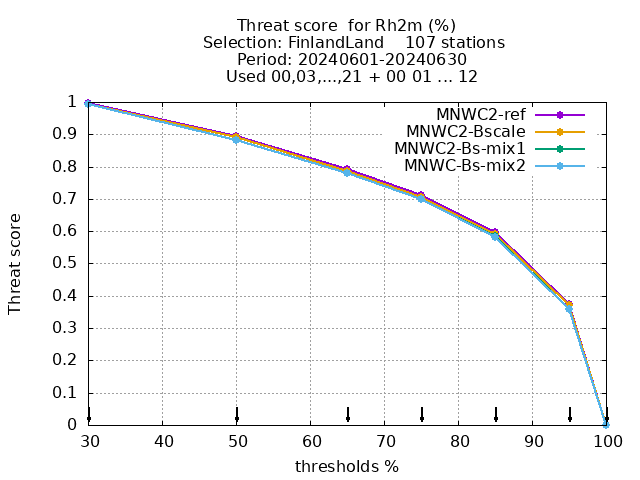 Threat score  for Rh2m (%)
Selection: FinlandLand    107 stations
Period: 20240601-20240630
Used 00,03,...,21 + 00 01 ... 12
MNWC2-ref
MNWC2-Bscale
MNWC2-Bs-mix1
MNWC-Bs-mix2
Threat score
1
0.9
0.8
0.7
0.6
0.5
0.4
0.3
0.2
0.1
0
30 40 50 60 70 80 90 100
thresholds %